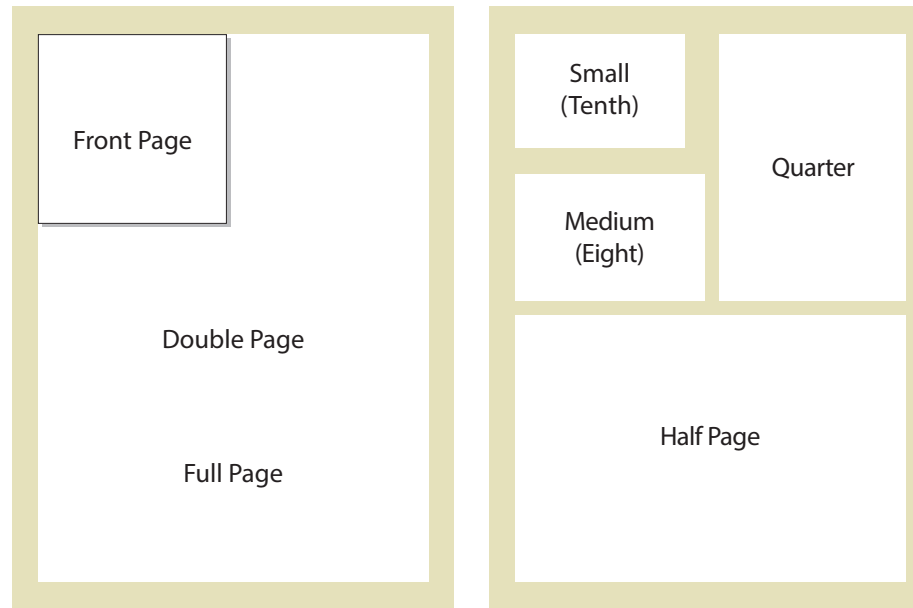 Front Page
Double Page
Full Page
Small
(Tenth)
Medium
(Eight)
Quarter
Half Page